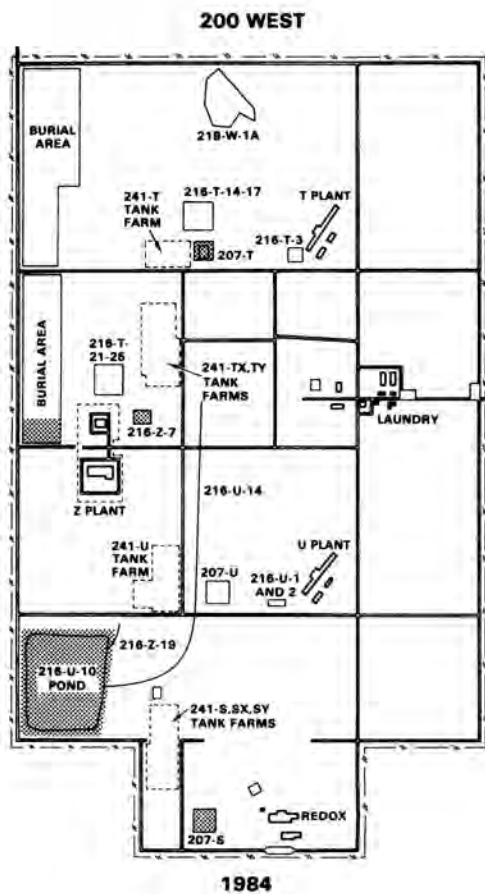 200 WEST
BURIAL
AREA
218-W-1A
216-T-14-17
241-T
TANK
FARM
T PLANT
216-T-3
207-T
BURIAL AREA
216-T-
21-25
241-TX,TY
TANK
FARMS
216-Z-7
LAUNDRY
Z PLANT
216-U-14
241-U
TANK
FARM
U PLANT
207-U
216-U-1
AND 2
216-Z-19
216-U-10
POND
241-S,SX,SY
TANK FARMS
207-S
REDOX
1984